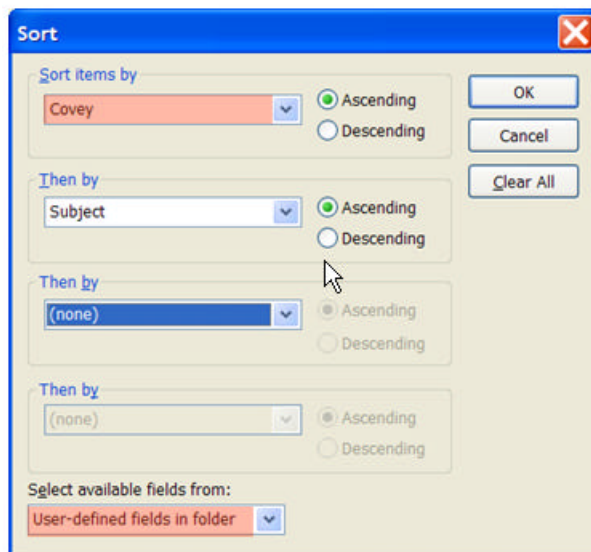 Sort
Sort items by
Covey
Ascending
Descending
OK
Cancel
Clear All
Then by
Subject
Ascending
Descending
Then by
(none)
Ascending
Descending
Then by
(none)
Ascending
Descending
Select available fields from:
User-defined fields in folder